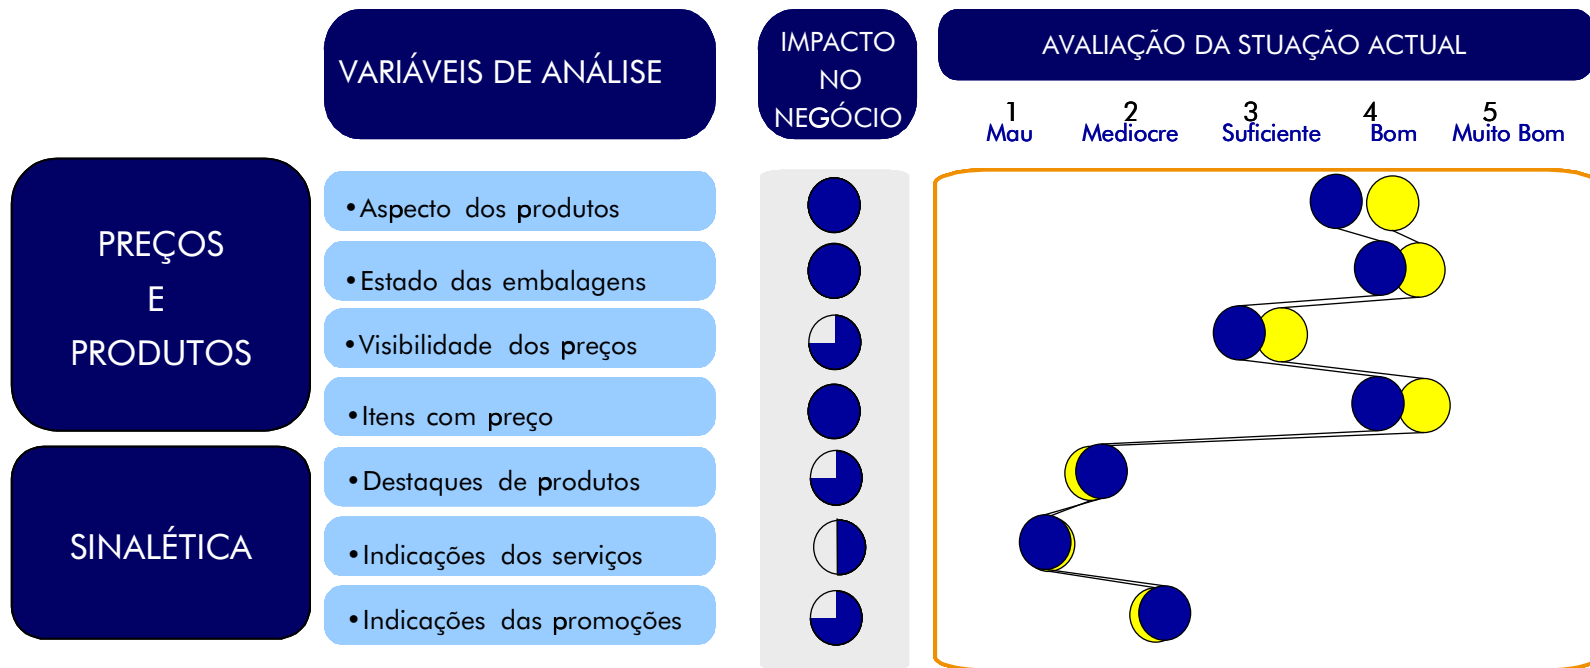 VARIÁVEIS DE ANÁLISE
IMPACTO
NO
NEGÓCIO
AVALIAÇÃO DA STUAÇÃO ACTUAL
1 2 3 4 5
Mau Mediocre Suficiente Bom Muito Bom
PREÇOS
E
PRODUTOS
•Aspecto dos produtos
•Estado das embalagens
•Visibilidade dos preços
•Itens com preço
SINALÉTICA
•Destaques de produtos
•Indicações dos serviços
•Indicações das promoções